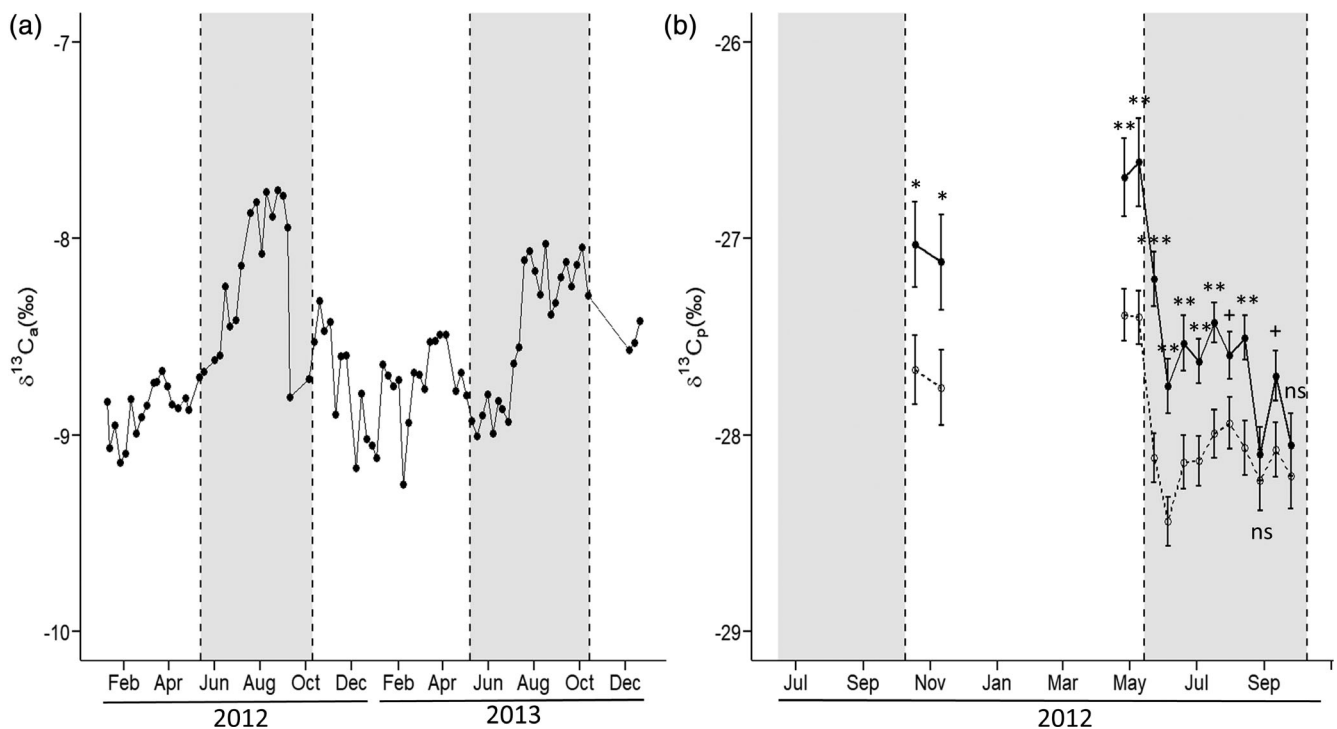 (a)
-7
-8
-9
-10
δ13Ca(‰)
Feb Apr Jun Aug Oct Dec Feb Apr Jun Aug Oct Dec
2012 2013
(b)
-26
-27
-28
-29
δ13Cp(‰)
* * ** ** *** ** ** ** ** + ** ns + ns
Jul Sep Nov Jan Mar May Jul Sep
2012